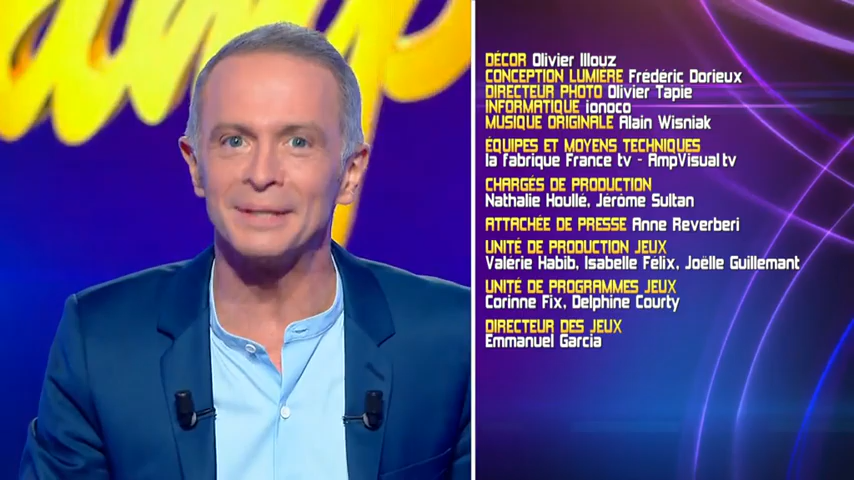 DÉCOR Olivier Illouz
CONCEPTION LUMIERE Frédéric Dorieux
DIRECTEUR PHOTO Olivier Tapie
INFORMATIQUE ionoco
MUSIQUE ORIGINALE Alain Wisniak
ÉQUIPES ET MOYENS TECHNIQUES
la fabrique France tv - AmpVisualtv
CHARGÉS DE PRODUCTION
Nathalie Houllé, Jérôme Sultan
ATTACHÉE DE PRESSE Anne Reverberi
UNITÉ DE PRODUCTION JEUX
Valérie Habib, Isabelle Félix, Joëlle Guillemant
UNITÉ DE PROGRAMMES JEUX
Corinne Fix, Delphine Courty
DIRECTEUR DES JEUX
Emmanuel Garcia